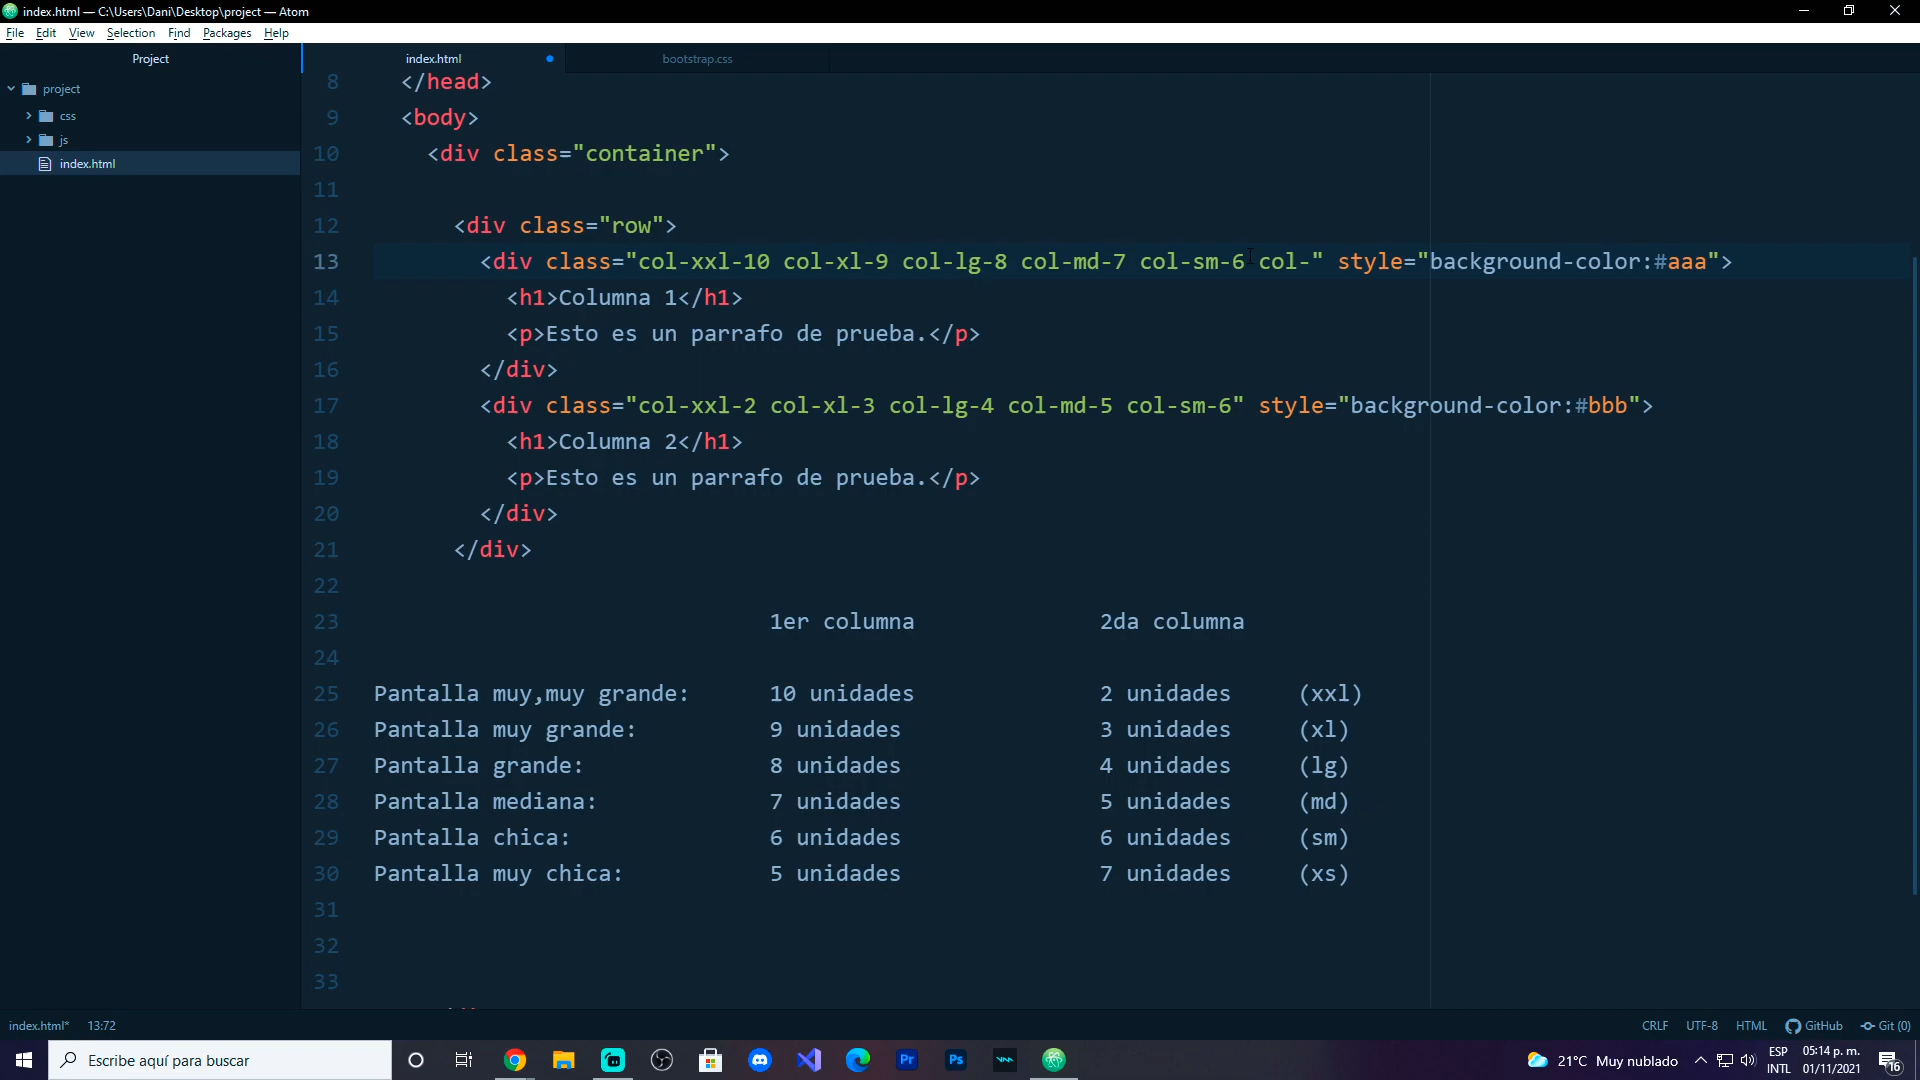 index.html — C:\Users\Dani\Desktop\project — Atom
File Edit View Selection Find Packages Help
Project
index.html
bootstrap.css
project
css
js
index.html
8 </head>
9 <body>
10 <div class="container">
11
12 <div class="row">
13 <div class="col-xxl-10 col-xl-9 col-lg-8 col-md-7 col-sm-6 col-" style="background-color:#aaa">
14 <h1>Columna 1</h1>
15 <p>Esto es un parrafo de prueba.</p>
16 </div>
17 <div class="col-xxl-2 col-xl-3 col-lg-4 col-md-5 col-sm-6" style="background-color:#bbb">
18 <h1>Columna 2</h1>
19 <p>Esto es un parrafo de prueba.</p>
20 </div>
21 </div>
22
23 1er columna 2da columna
24
25 Pantalla muy,muy grande: 10 unidades 2 unidades (xxl)
26 Pantalla muy grande: 9 unidades 3 unidades (xl)
27 Pantalla grande: 8 unidades 4 unidades (lg)
28 Pantalla mediana: 7 unidades 5 unidades (md)
29 Pantalla chica: 6 unidades 6 unidades (sm)
30 Pantalla muy chica: 5 unidades 7 unidades (xs)
31
32
33
index.html* 13:72 CRLF UTF-8 HTML GitHub Git (0)
Escribe aquí para buscar
Pr
Ps
21°C Muy nublado
ESP
INTL
05:14 p. m.
01/11/2021
16